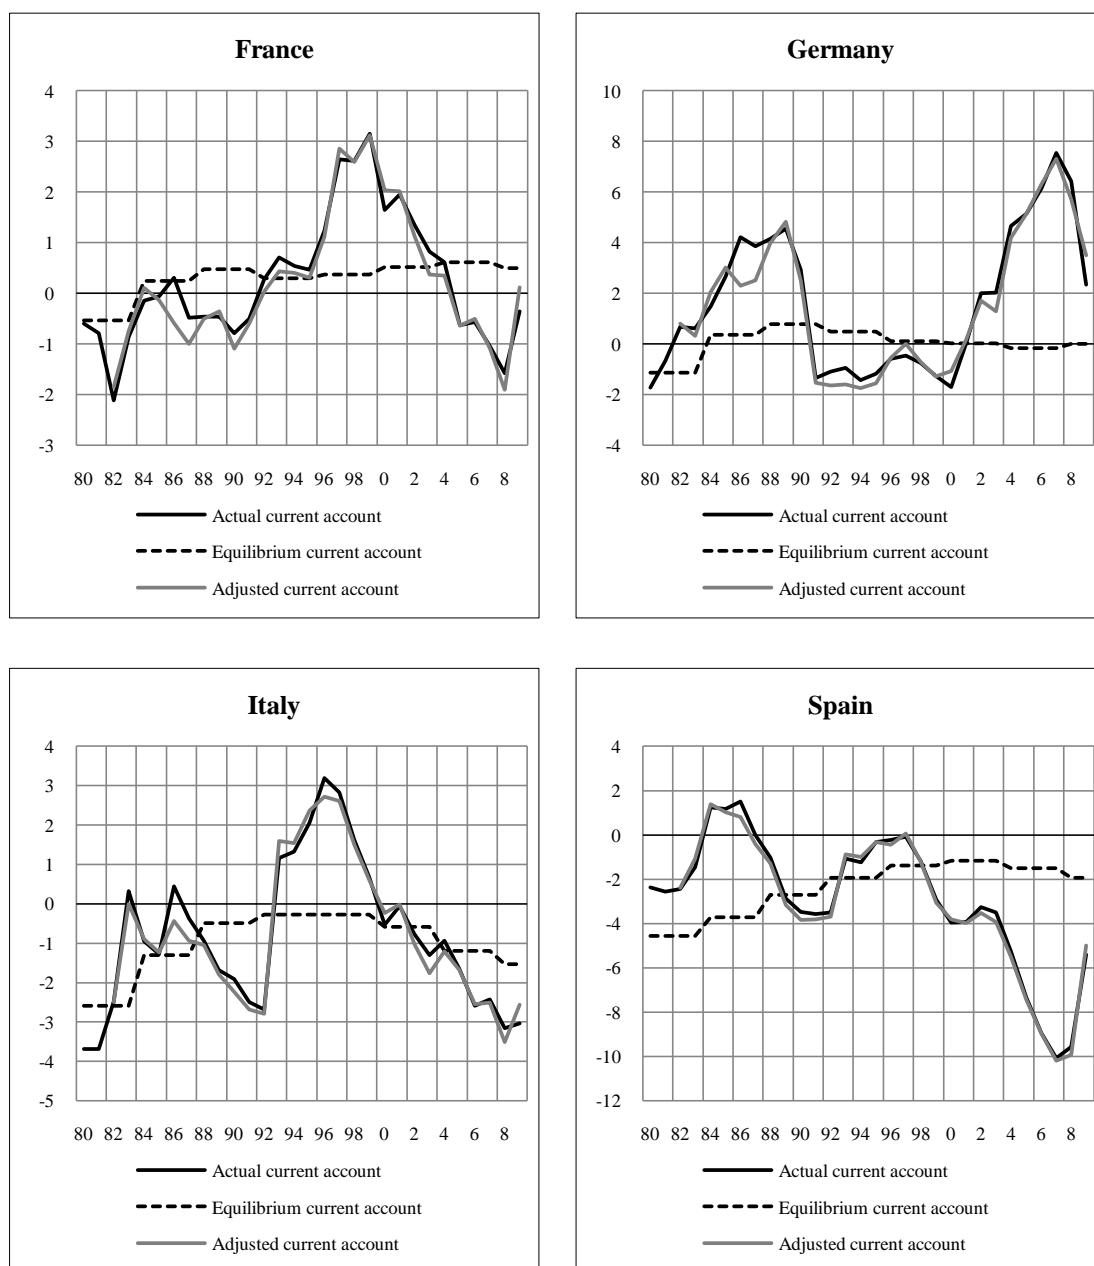 France
4
3
2
1
0
-1
-2
-3
80 82 84 86 88 90 92 94 96 98 0 2 4 6 8
Actual current account
Equilibrium current account
Adjusted current account
Germany
10
8
6
4
2
0
-2
-4
80 82 84 86 88 90 92 94 96 98 0 2 4 6 8
Actual current account
Equilibrium current account
Adjusted current account
Italy
4
3
2
1
0
-1
-2
-3
-4
-5
80 82 84 86 88 90 92 94 96 98 0 2 4 6 8
Actual current account
Equilibrium current account
Adjusted current account
Spain
4
2
0
-2
-4
-6
-8
-10
-12
80 82 84 86 88 90 92 94 96 98 0 2 4 6 8
Actual current account
Equilibrium current account
Adjusted current account